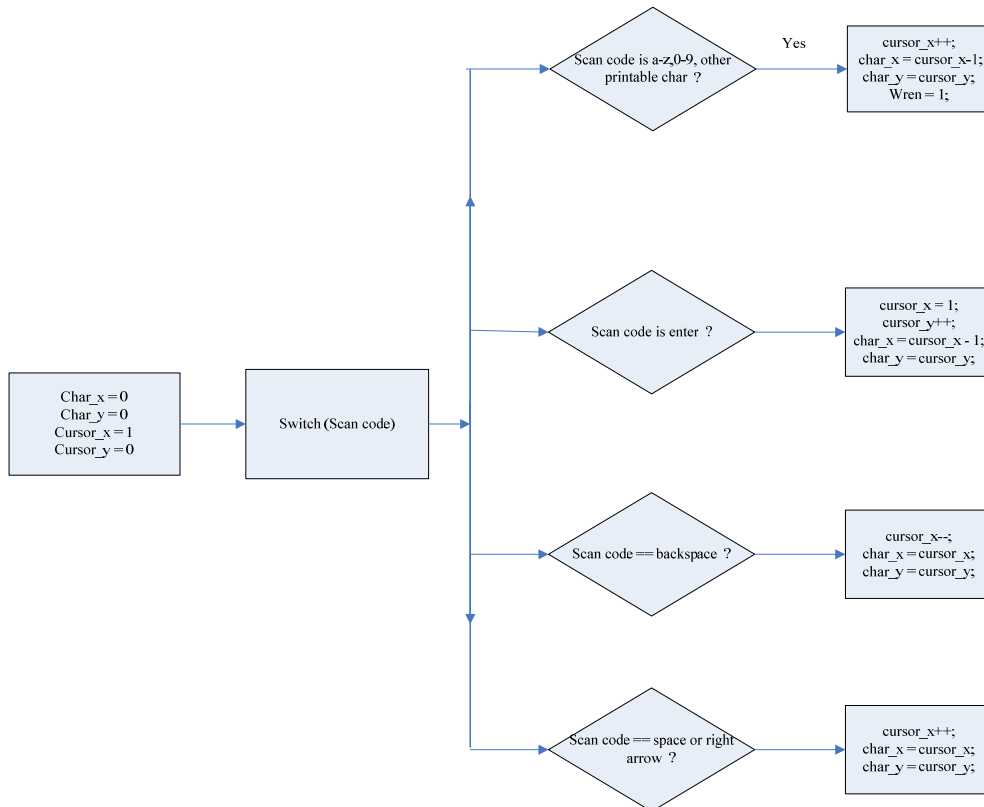 Char_x = 0
Char_y = 0
Cursor_x = 1
Cursor_y = 0
Switch (Scan code)
Scan code is a-z,0-9, other
printable char ?
Yes
cursor_x++;
char_x = cursor_x-1;
char_y = cursor_y;
Wren = 1;
Scan code is enter ?
cursor_x = 1;
cursor_y++;
char_x = cursor_x - 1;
char_y = cursor_y;
Scan code == backspace ?
cursor_x--;
char_x = cursor_x;
char_y = cursor_y;
Scan code == space or right
arrow ?
cursor_x++;
char_x = cursor_x;
char_y = cursor_y;